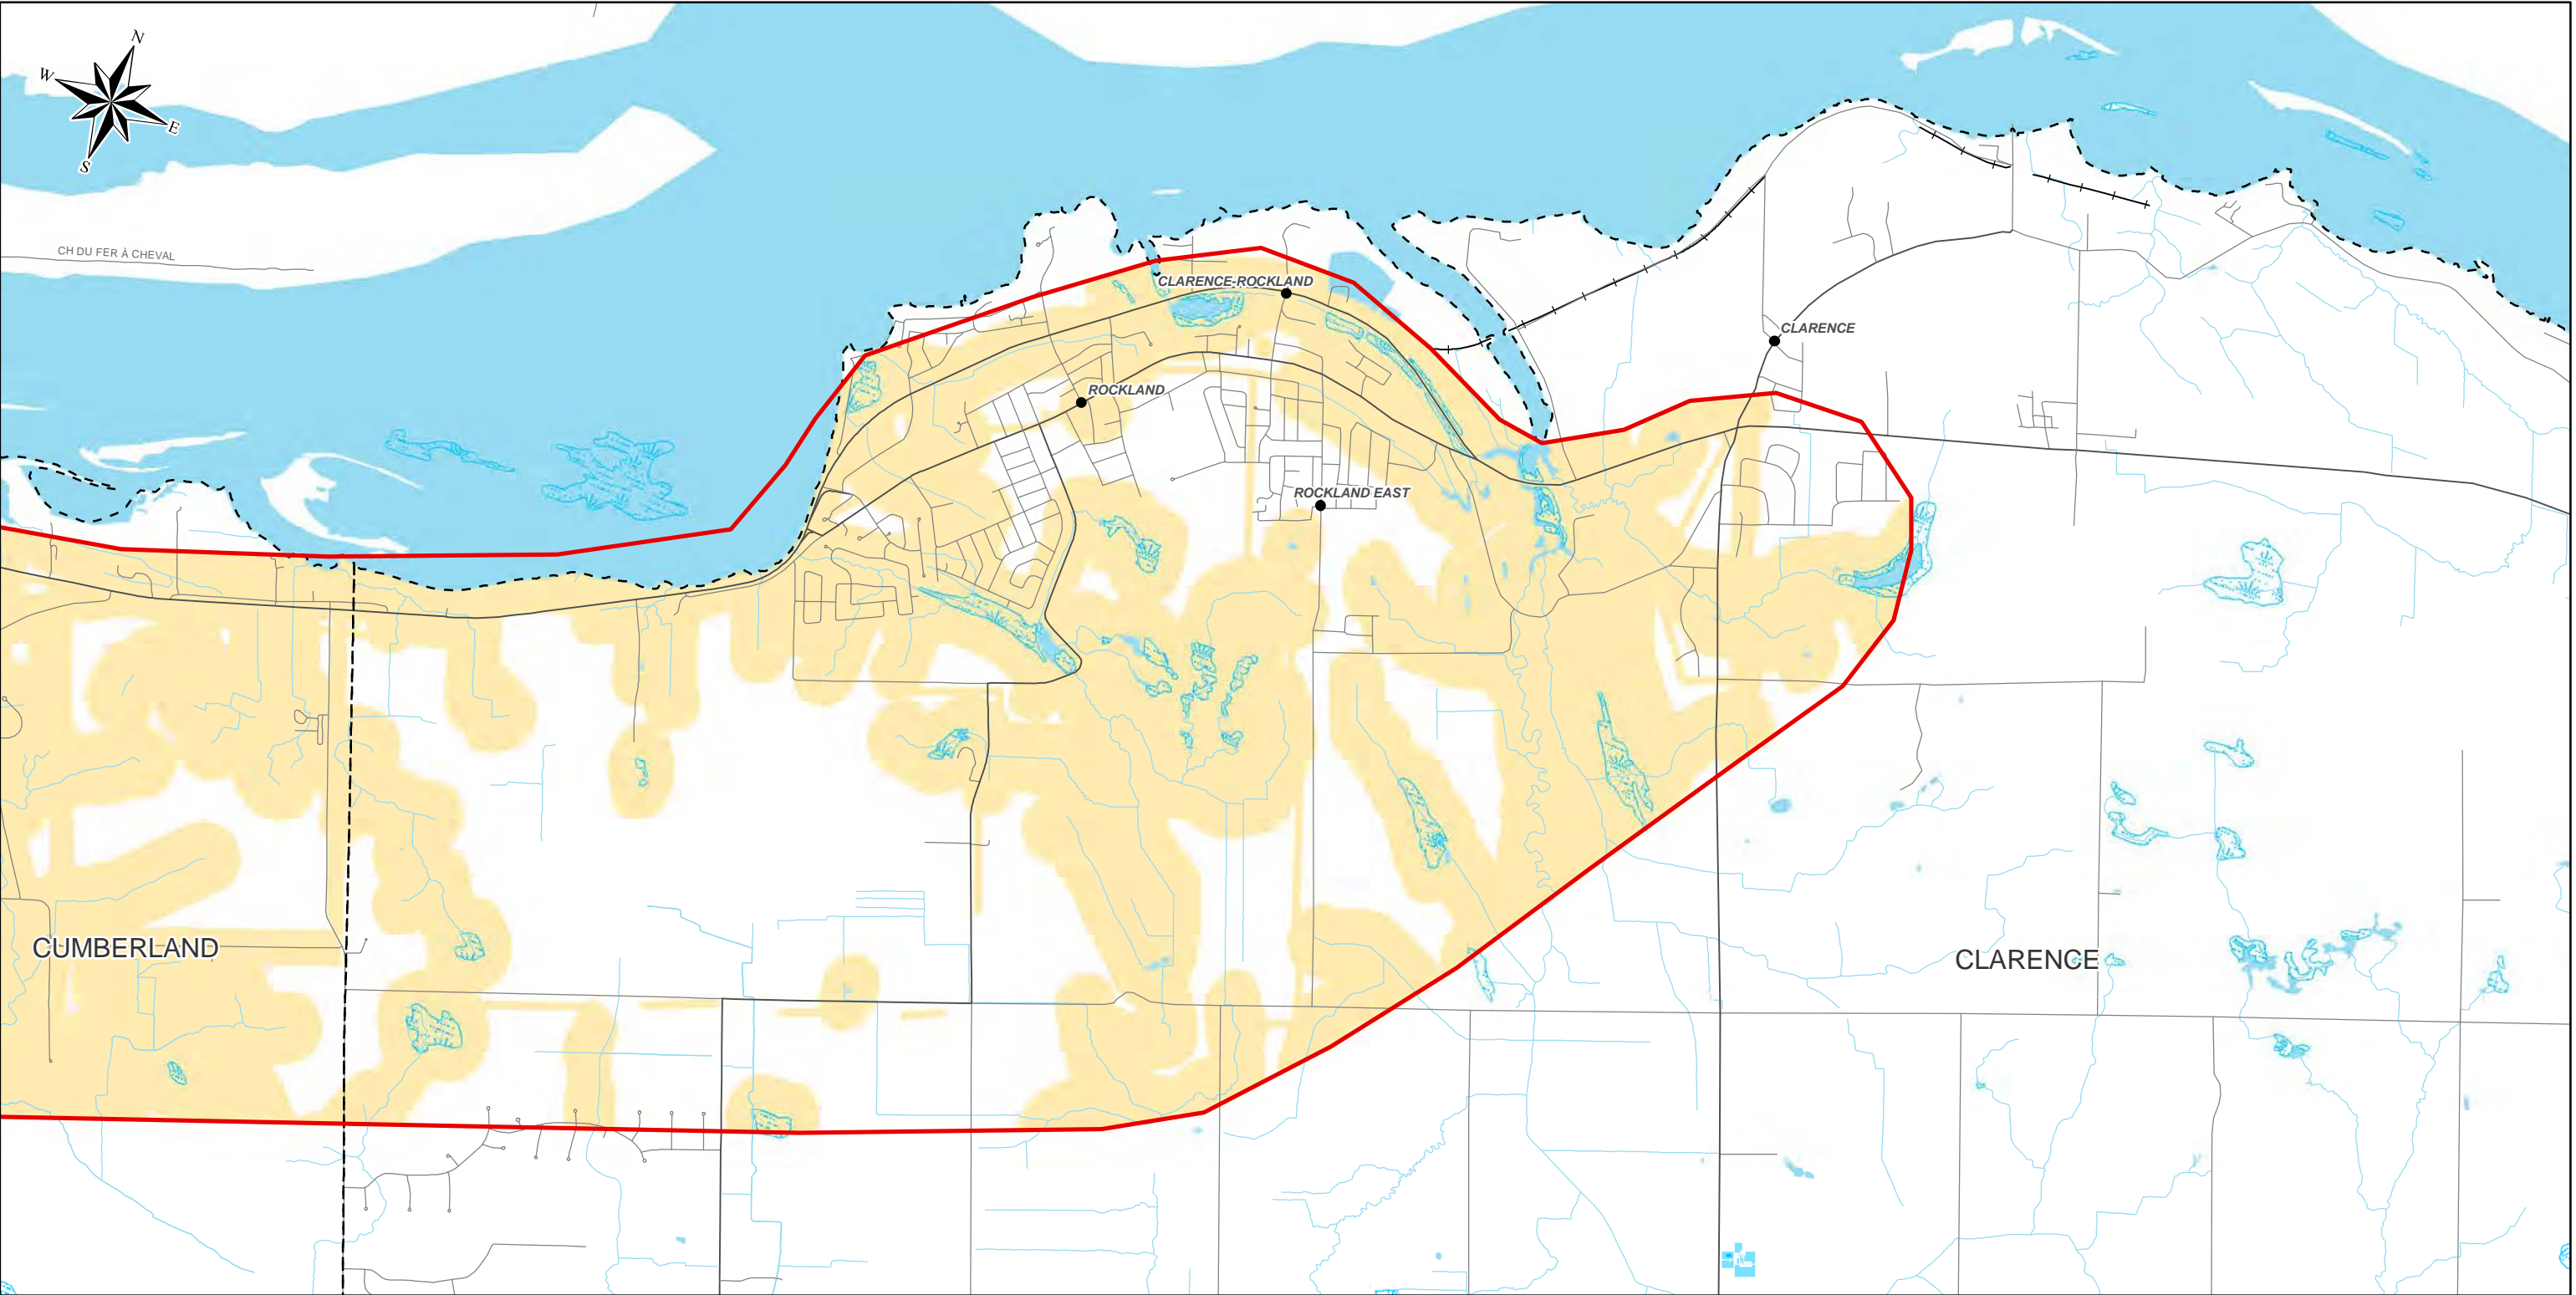 N
W
E
S
CH DU FER À CHEVAL
CLARENCE-ROCKLAND
CLARENCE
ROCKLAND
ROCKLAND EAST
CUMBERLAND
CLARENCE